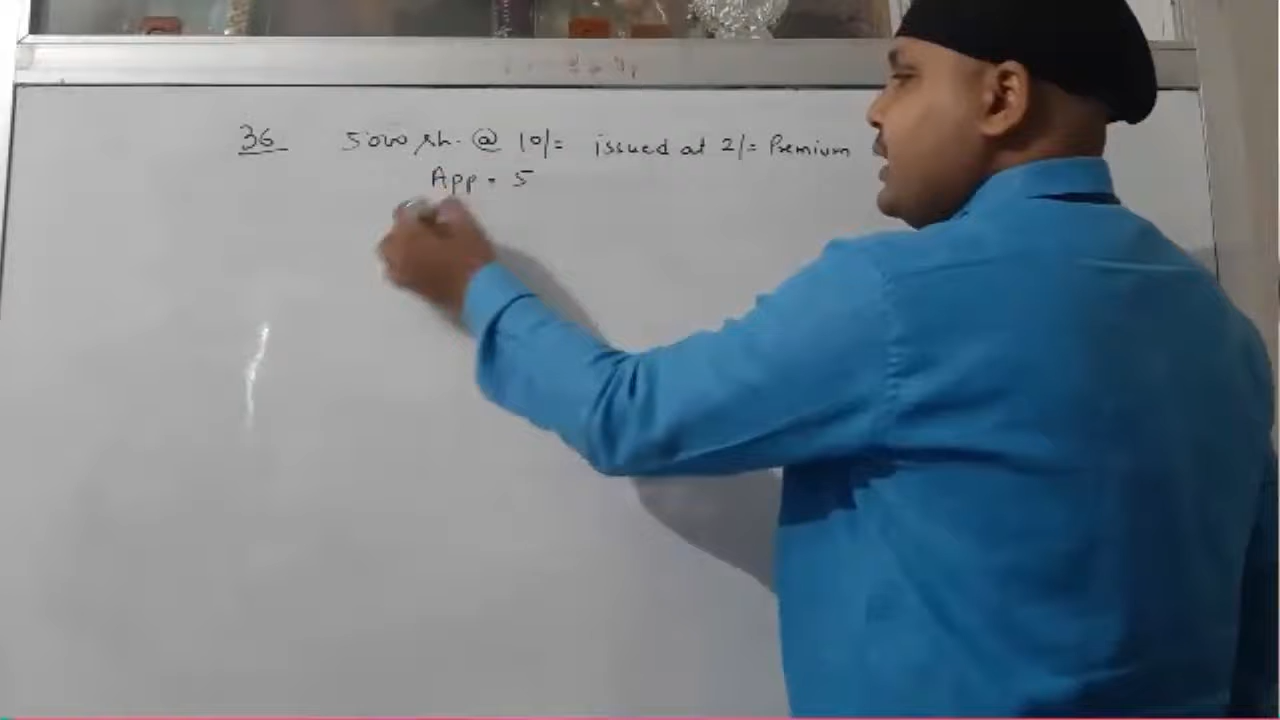 36 5000 sh. @ 10/= issued at 2/= Premium
App = 5